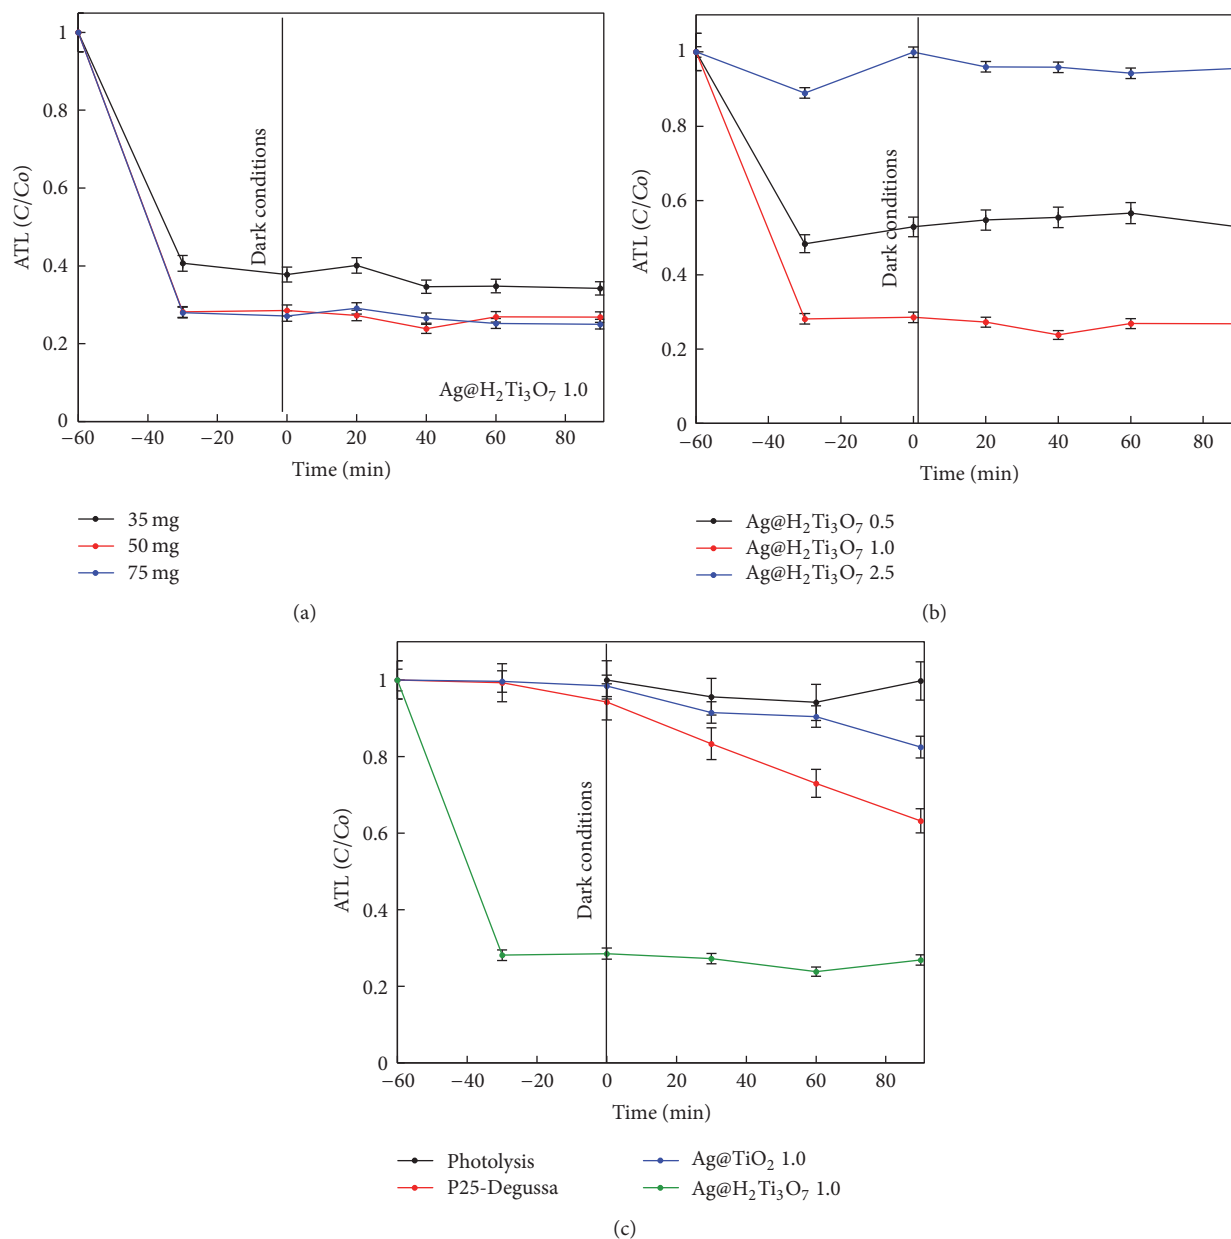 1
0.8
0.6
0.4
0.2
0
ATL (C/Co)
Dark conditions
Ag@H₂Ti₃O₇ 1.0
−60 −40 −20 0 20 40 60 80
Time (min)
35 mg
50 mg
75 mg
(a)
1
0.8
0.6
0.4
0.2
0
ATL (C/Co)
Dark conditions
−60 −40 −20 0 20 40 60 80
Time (min)
Ag@H₂Ti₃O₇ 0.5
Ag@H₂Ti₃O₇ 1.0
Ag@H₂Ti₃O₇ 2.5
(b)
1
0.8
0.6
0.4
0.2
0
ATL (C/Co)
Dark conditions
−60 −40 −20 0 20 40 60 80
Time (min)
Photolysis
P25-Degussa
Ag@TiO₂ 1.0
Ag@H₂Ti₃O₇ 1.0
(c)